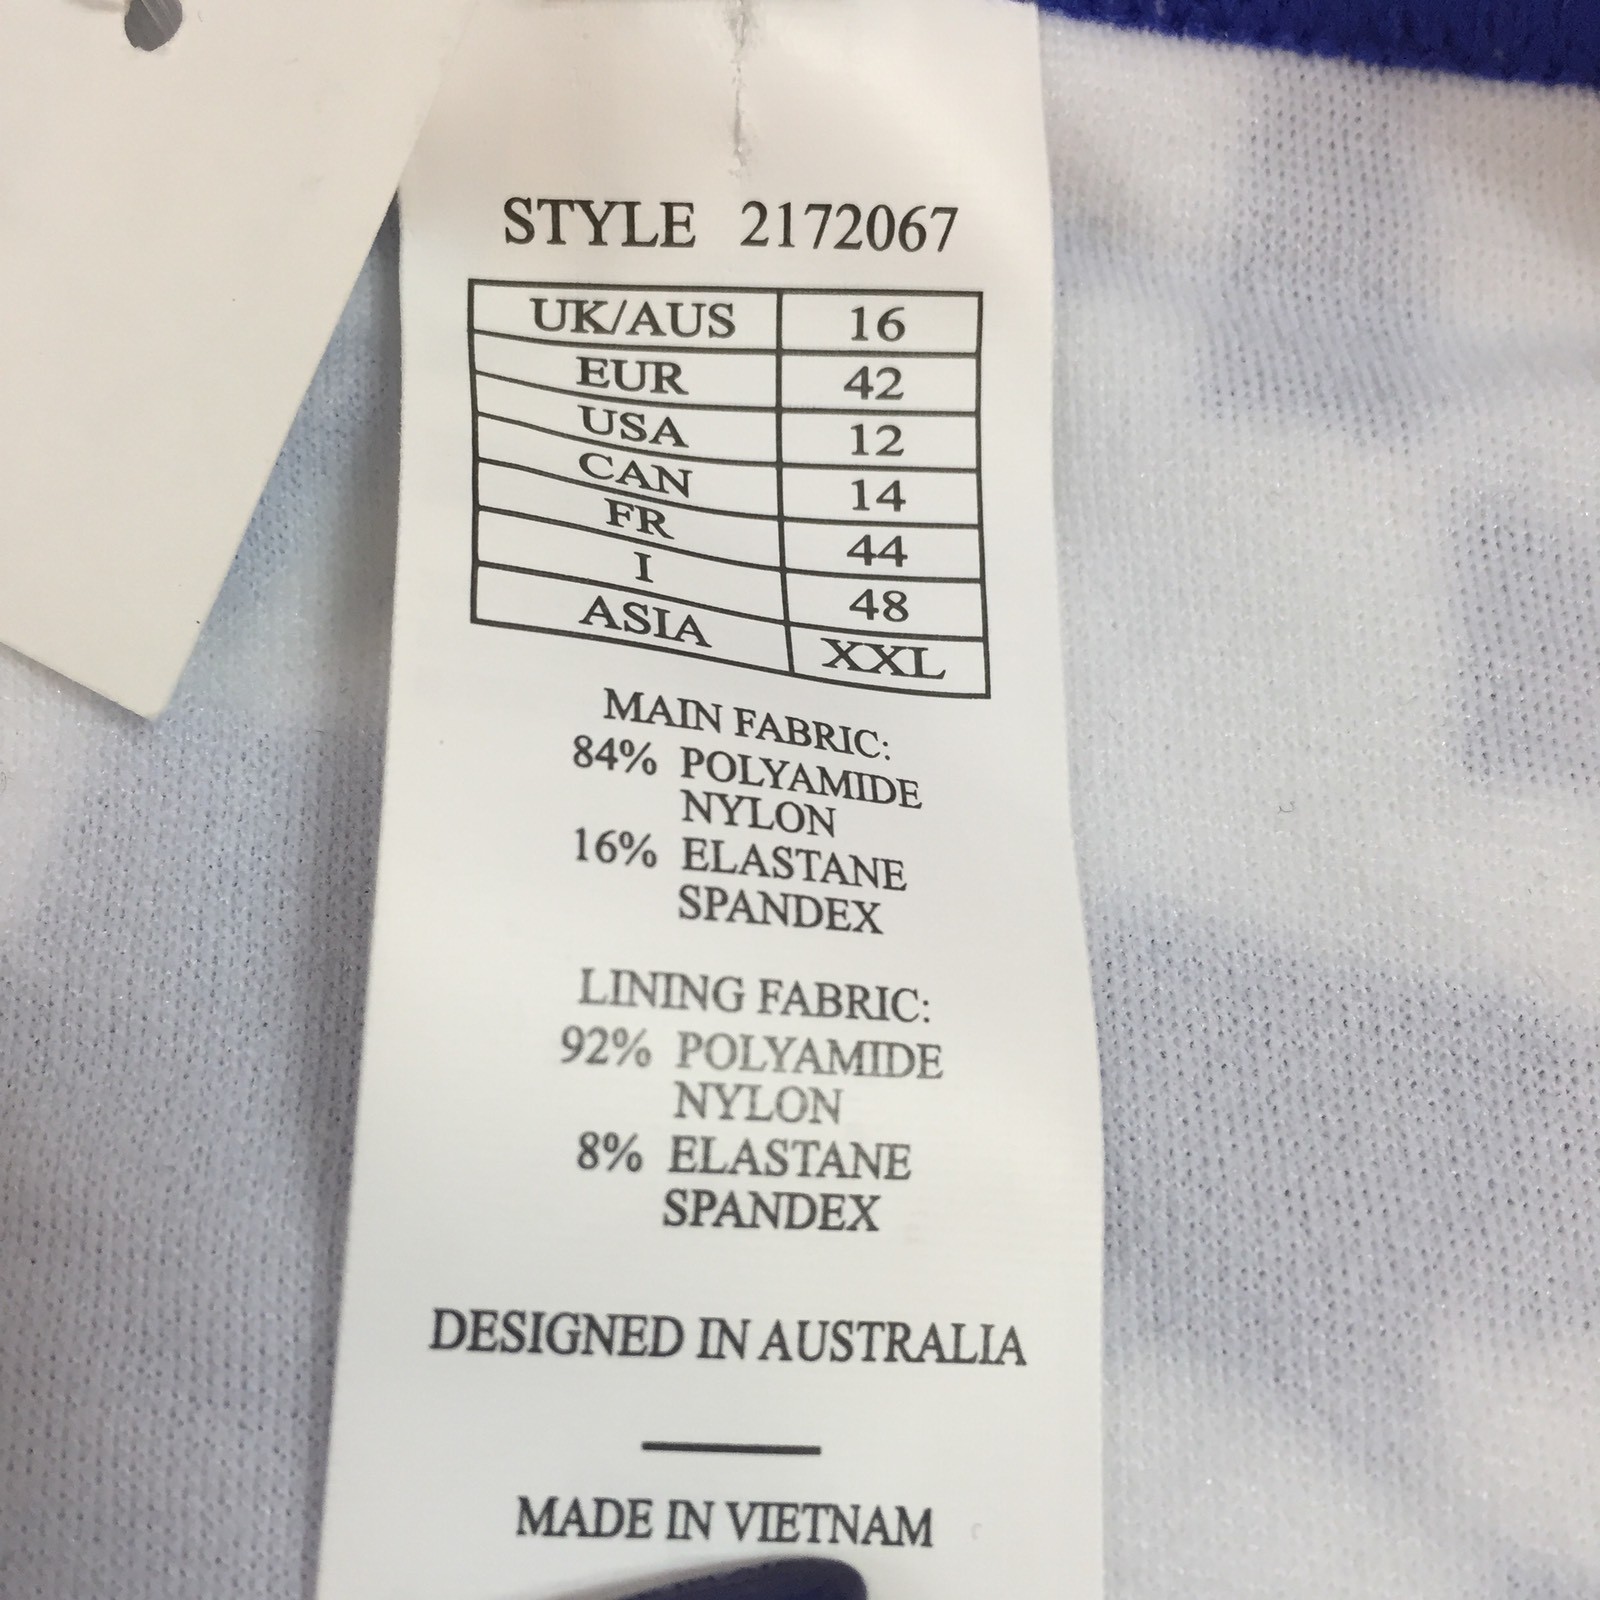 STYLE 2172067
UK/AUS 16
EUR 42
USA 12
CAN 14
FR 44
I 48
ASIA XXL
MAIN FABRIC:
84% POLYAMIDE
NYLON
16% ELASTANE
SPANDEX
LINING FABRIC:
92% POLYAMIDE
NYLON
8% ELASTANE
SPANDEX
DESIGNED IN AUSTRALIA
MADE IN VIETNAM